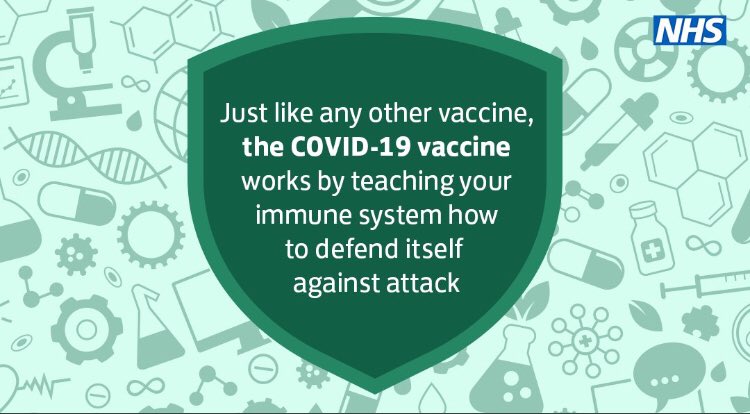 NHS
Just like any other vaccine,
the COVID-19 vaccine
works by teaching your
immune system how
to defend itself
against attack